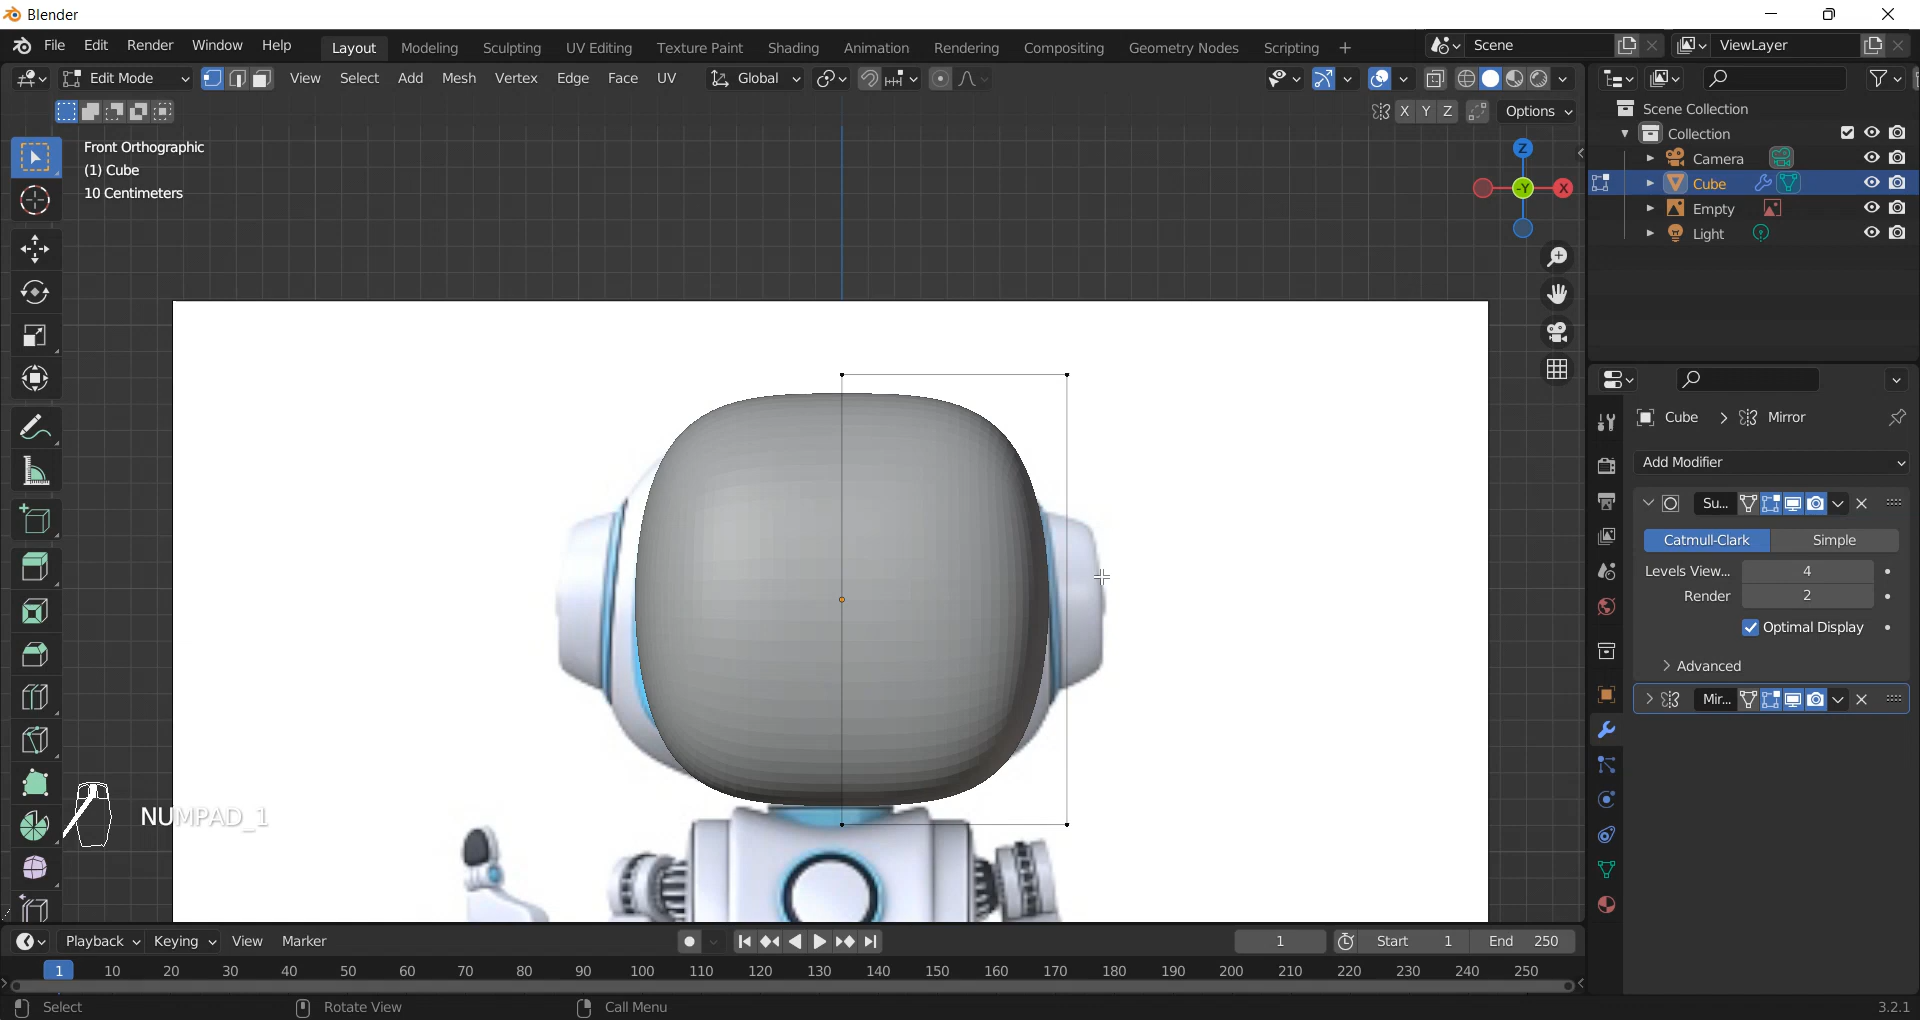 Blender
File Edit Render Window Help Layout Modeling Sculpting UV Editing Texture Paint Shading Animation Rendering Compositing Geometry Nodes Scripting + Scene ViewLayer
Edit Mode View Select Add Mesh Vertex Edge Face UV Global
X Y Z Options
Front Orthographic
(1) Cube
10 Centimeters
Z
-Y X
NUMPAD_1
Scene Collection
Collection
Camera
Cube
Empty
Light
Cube > Mirror
Add Modifier
Su...
Catmull-Clark Simple
Levels View... 4
Render 2
Optimal Display
Advanced
Mir...
Playback Keying View Marker 1 Start 1 End 250
1 10 20 30 40 50 60 70 80 90 100 110 120 130 140 150 160 170 180 190 200 210 220 230 240 250
Select Rotate View Call Menu 3.2.1